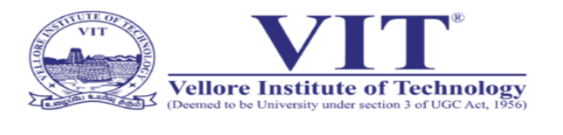 VELLORE INSTITUTE OF TECHNOLOGY
VIT
VIT®
Vellore Institute of Technology
(Deemed to be University under section 3 of UGC Act, 1956)